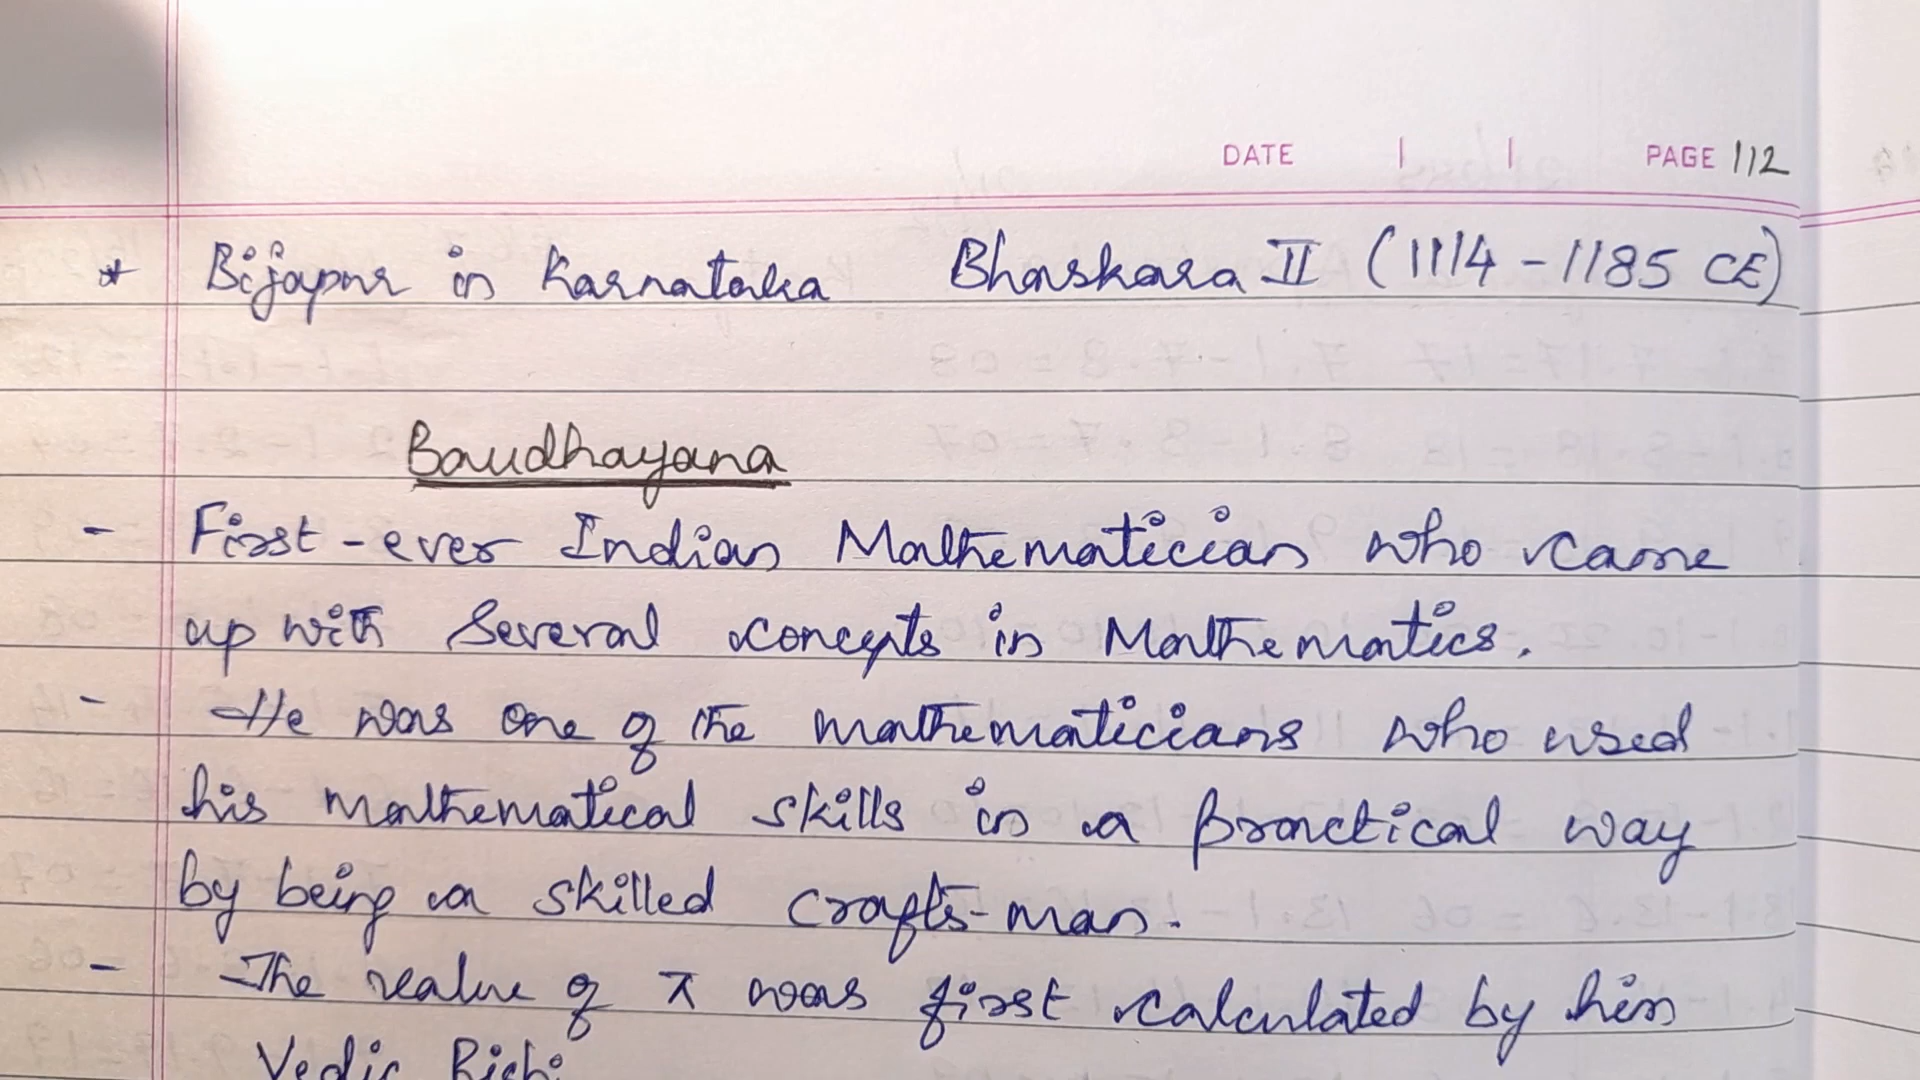 DATE | | PAGE 112
* Bijapur in Karnataka Bhaskara II (1114 - 1185 CE)
Baudhayana
- First-ever Indian Mathematician who came
up with several concepts in Mathematics.
- He was one of the mathematicians who used
his mathematical skills in a practical way
by being a skilled crafts-man.
- The value of π was first calculated by him
Vedic Rishi